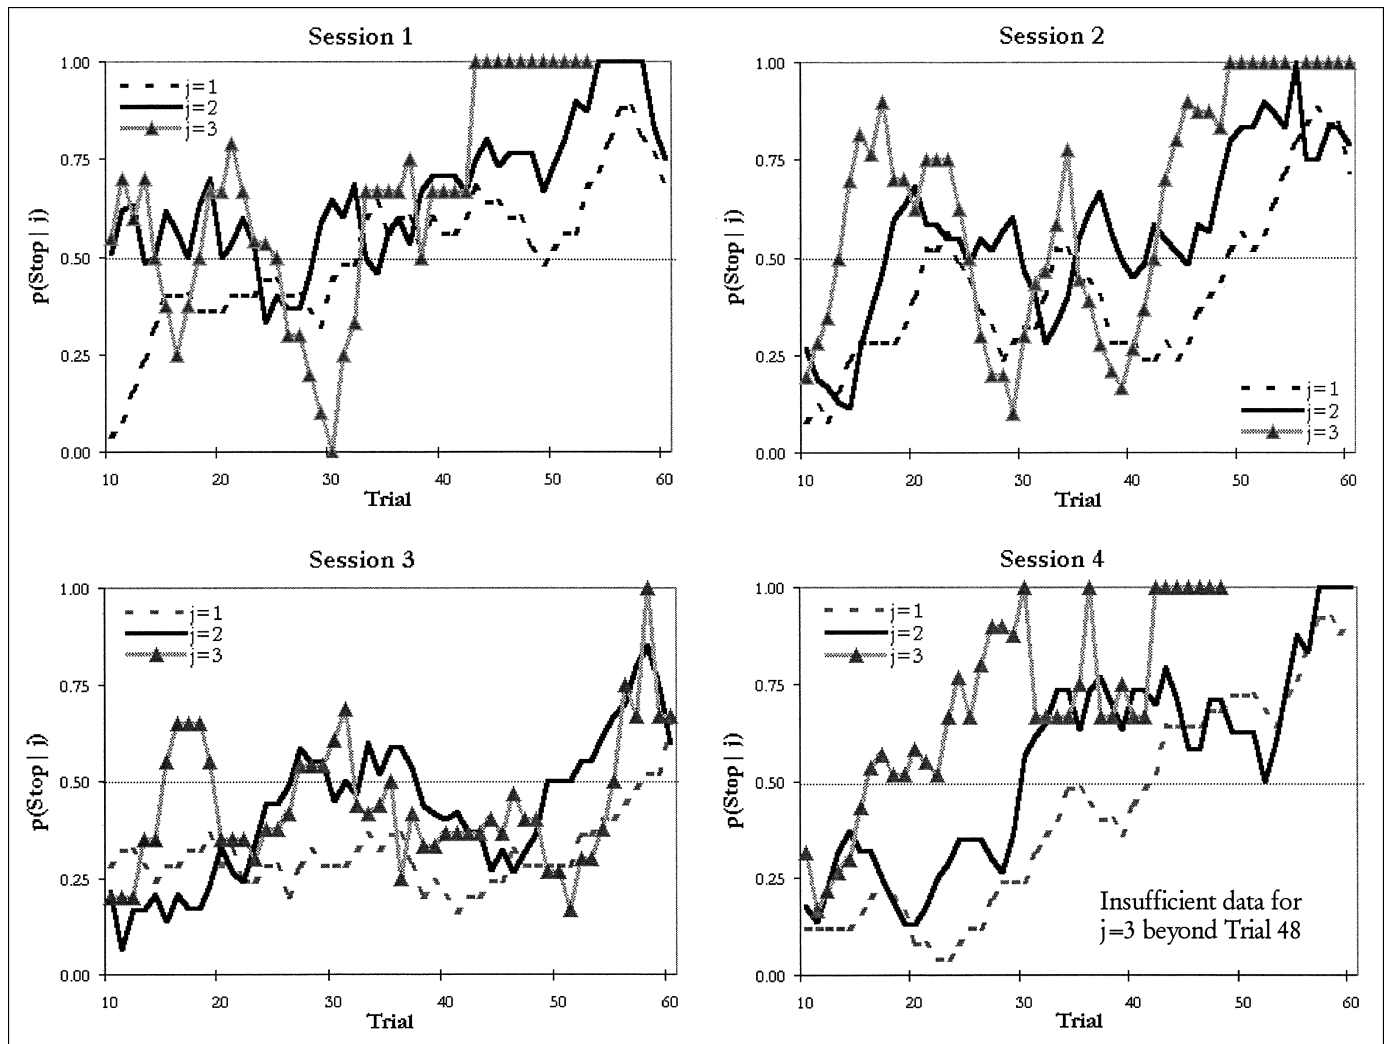 Session 1
1.00
0.75
0.50
0.25
0.00
p(Stop | j)
j=1
j=2
j=3
10 20 30 40 50 60
Trial
Session 2
1.00
0.75
0.50
0.25
0.00
p(Stop | j)
j=1
j=2
j=3
10 20 30 40 50 60
Trial
Session 3
1.00
0.75
0.50
0.25
0.00
p(Stop | j)
j=1
j=2
j=3
10 20 30 40 50 60
Trial
Session 4
1.00
0.75
0.50
0.25
0.00
p(Stop | j)
j=1
j=2
j=3
Insufficient data for
j=3 beyond Trial 48
10 20 30 40 50 60
Trial